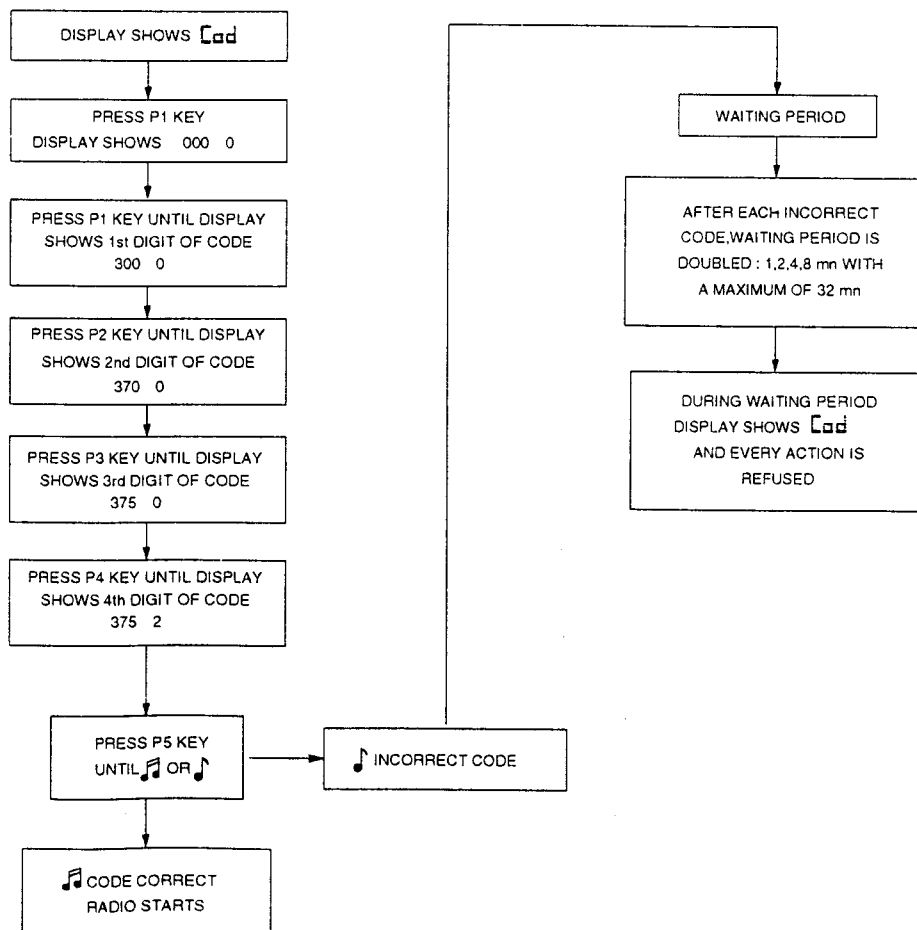 DISPLAY SHOWS Cod
PRESS P1 KEY
DISPLAY SHOWS 000 0
PRESS P1 KEY UNTIL DISPLAY
SHOWS 1st DIGIT OF CODE
300 0
PRESS P2 KEY UNTIL DISPLAY
SHOWS 2nd DIGIT OF CODE
370 0
PRESS P3 KEY UNTIL DISPLAY
SHOWS 3rd DIGIT OF CODE
375 0
PRESS P4 KEY UNTIL DISPLAY
SHOWS 4th DIGIT OF CODE
375 2
PRESS P5 KEY
UNTIL ♫ OR ♪
♫ CODE CORRECT
RADIO STARTS
♪ INCORRECT CODE
WAITING PERIOD
AFTER EACH INCORRECT
CODE,WAITING PERIOD IS
DOUBLED : 1,2,4,8 mn WITH
A MAXIMUM OF 32 mn
DURING WAITING PERIOD
DISPLAY SHOWS Cod
AND EVERY ACTION IS
REFUSED